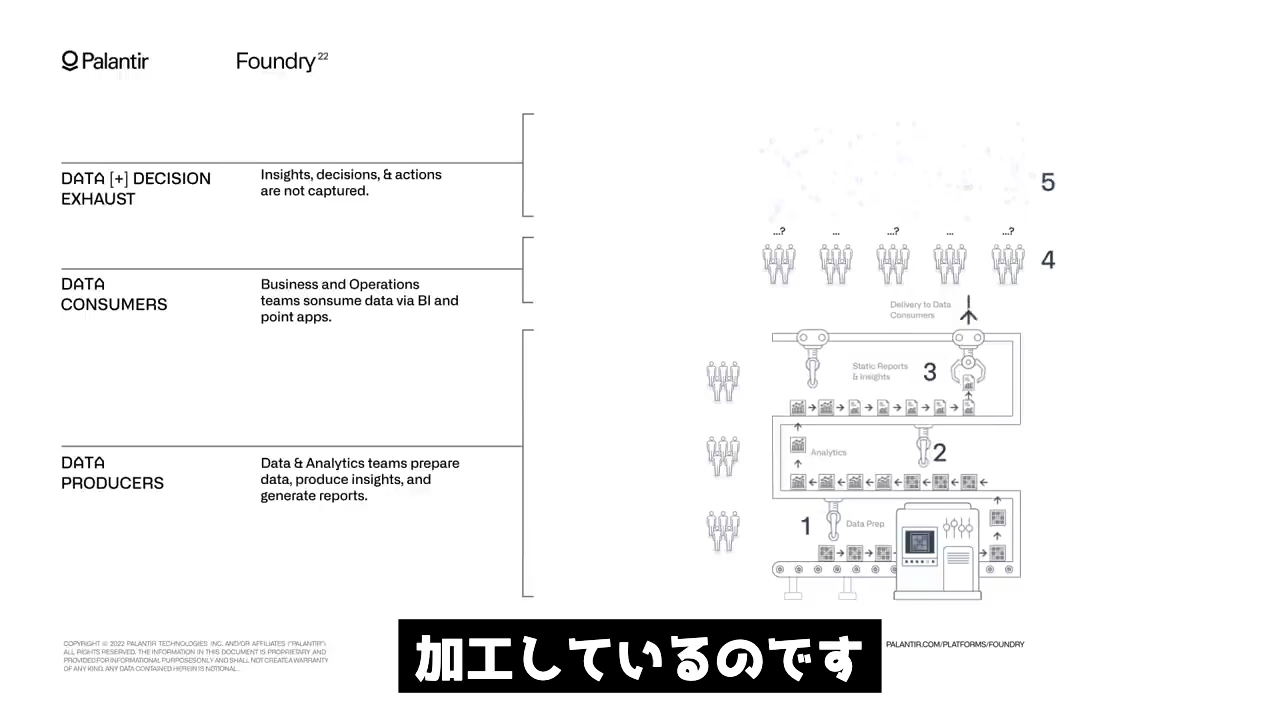 Palantir
Foundry22
DATA [+] DECISION
EXHAUST
Insights, decisions, & actions
are not captured.
5
...?
...
...?
...
...?
4
DATA
CONSUMERS
Business and Operations
teams sonsume data via BI and
point apps.
Delivery to Data
Consumers
Static Reports
& Insights
3
2
Analytics
DATA
PRODUCERS
Data & Analytics teams prepare
data, produce insights, and
generate reports.
1
Data Prep
COPYRIGHT © 2022 PALANTIR TECHNOLOGIES INC. AND/OR AFFILIATES ("PALANTIR").
ALL RIGHTS RESERVED. THE INFORMATION IN THIS DOCUMENT IS PROPRIETARY AND
PROVIDED FOR INFORMATIONAL PURPOSES ONLY AND SHALL NOT CREATE A WARRANTY
OF ANY KIND. ANY DATA CONTAINED HEREIN IS NOTIONAL.
加工しているのです
PALANTIR.COM/PLATFORMS/FOUNDRY